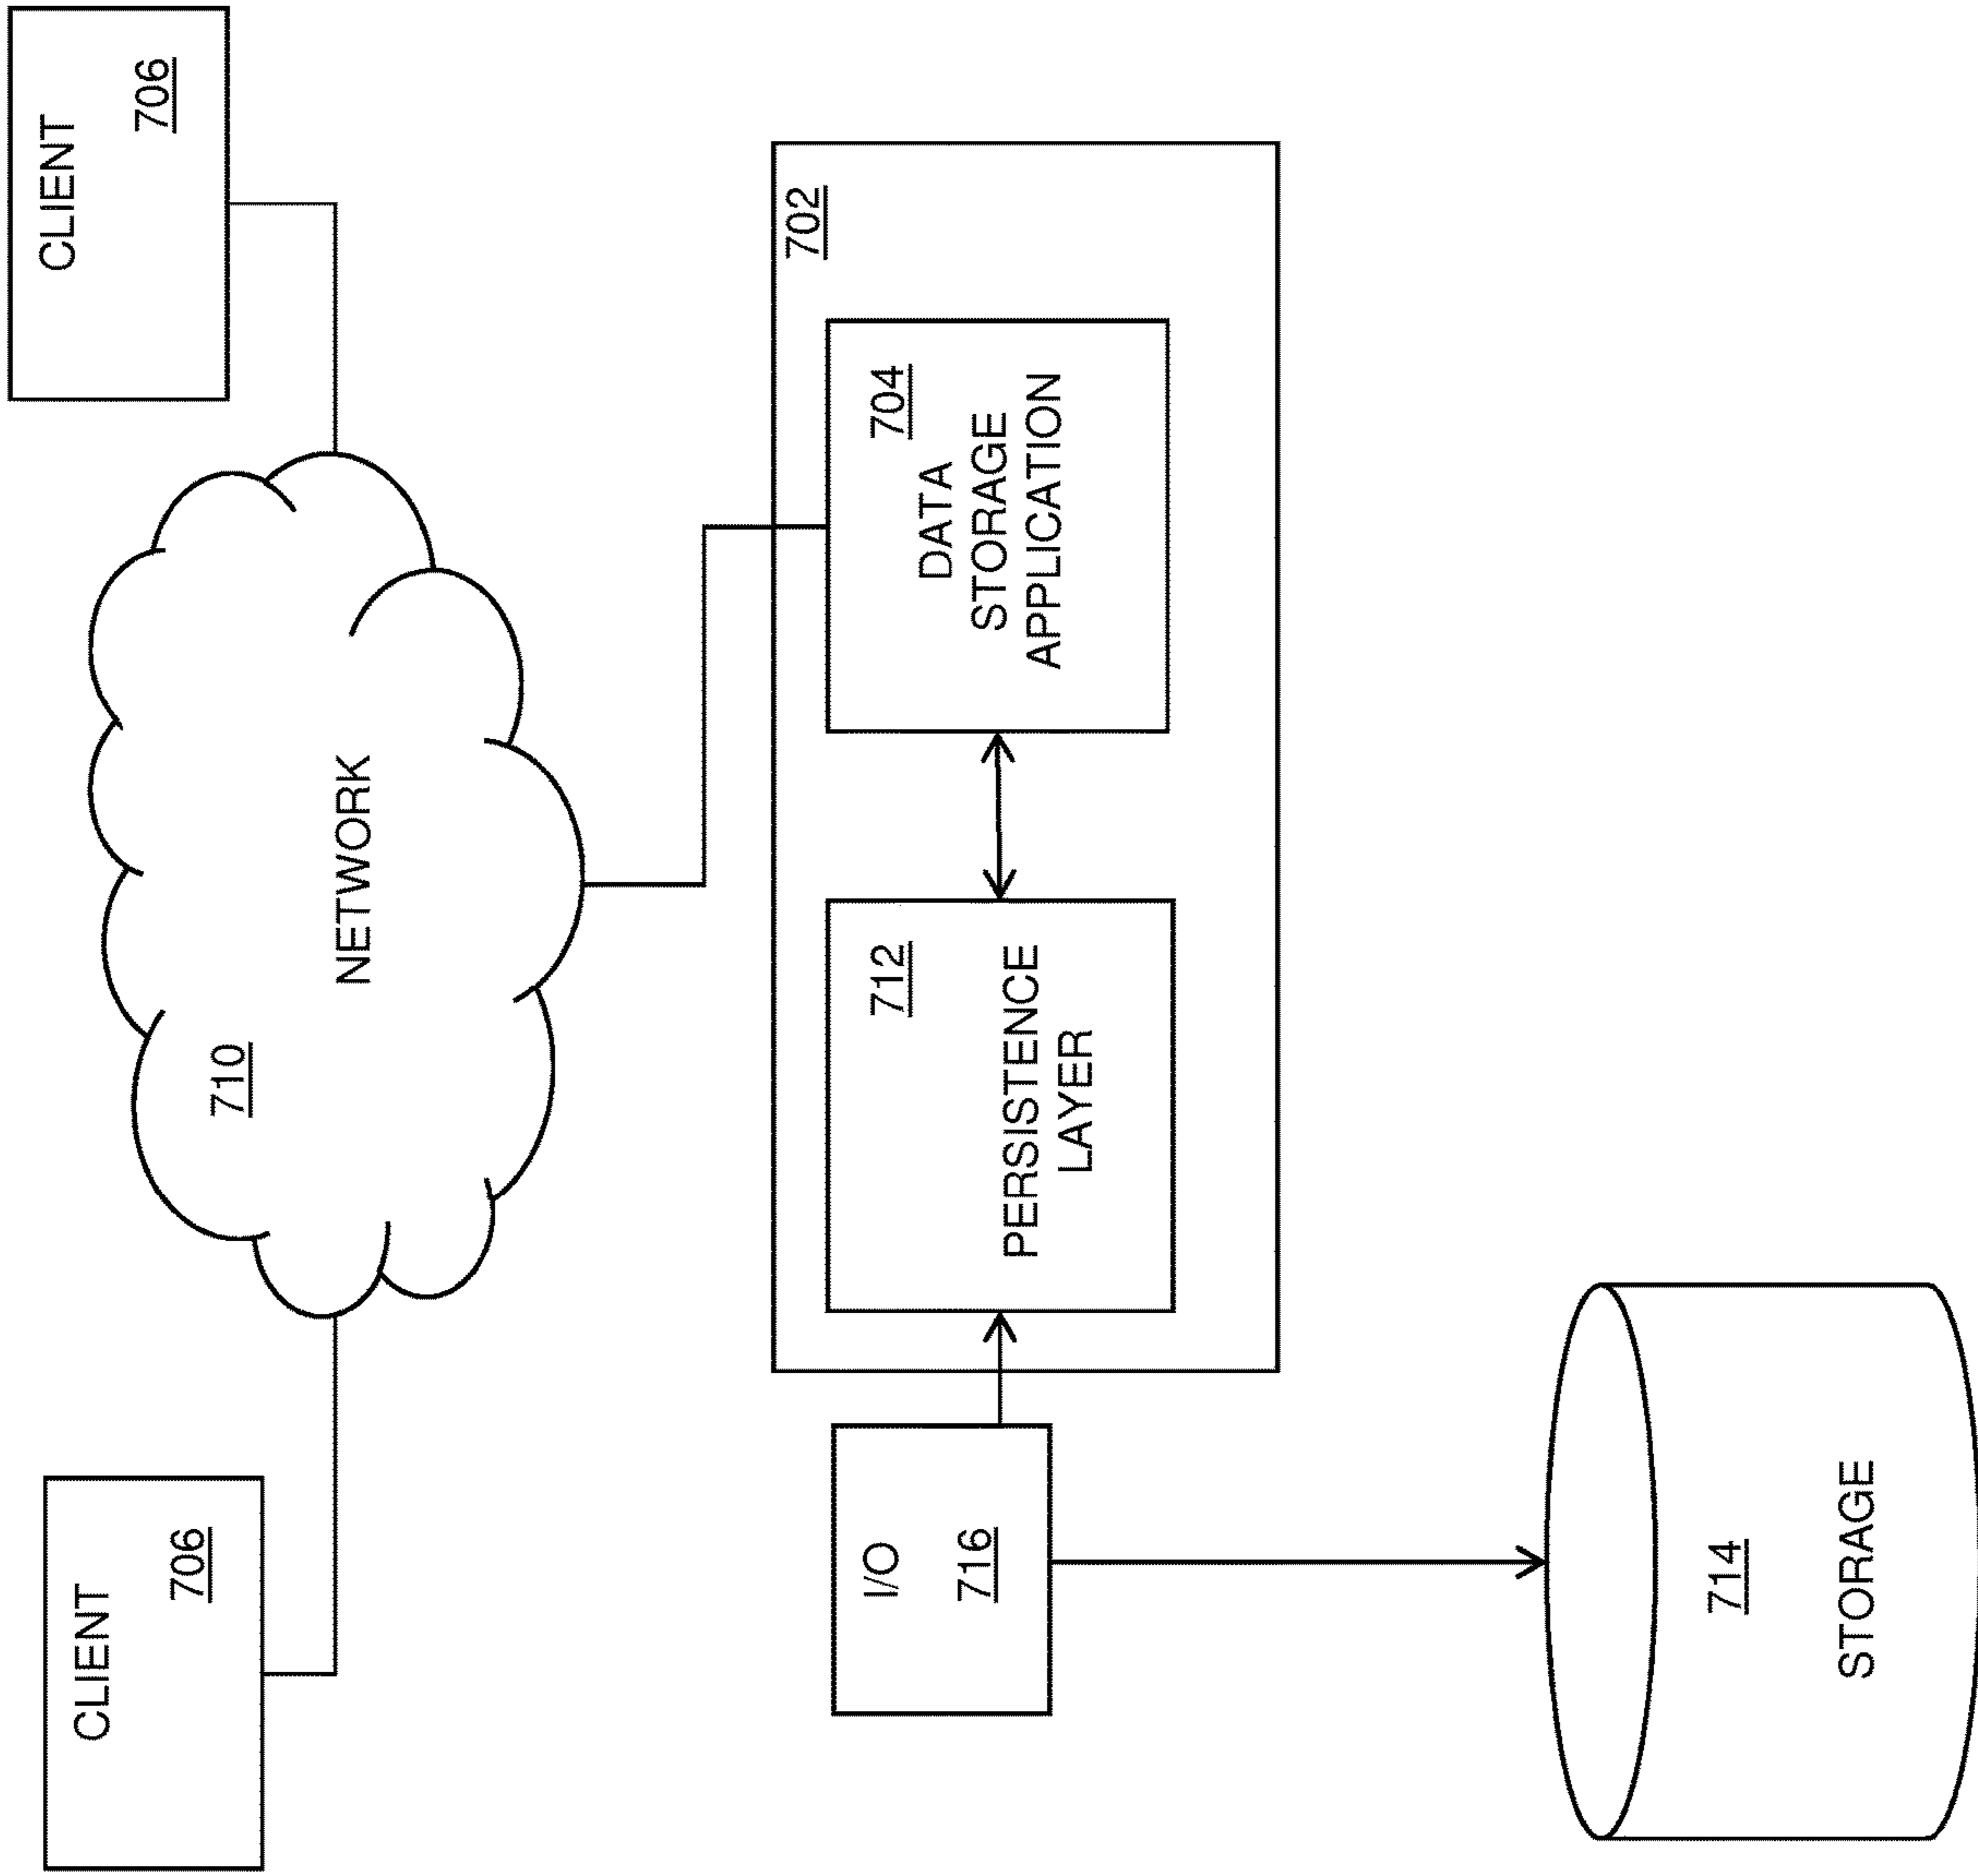 CLIENT
706
CLIENT
706
710
NETWORK
702
712
PERSISTENCE
LAYER
704
DATA
STORAGE
APPLICATION
I/O
716
714
STORAGE